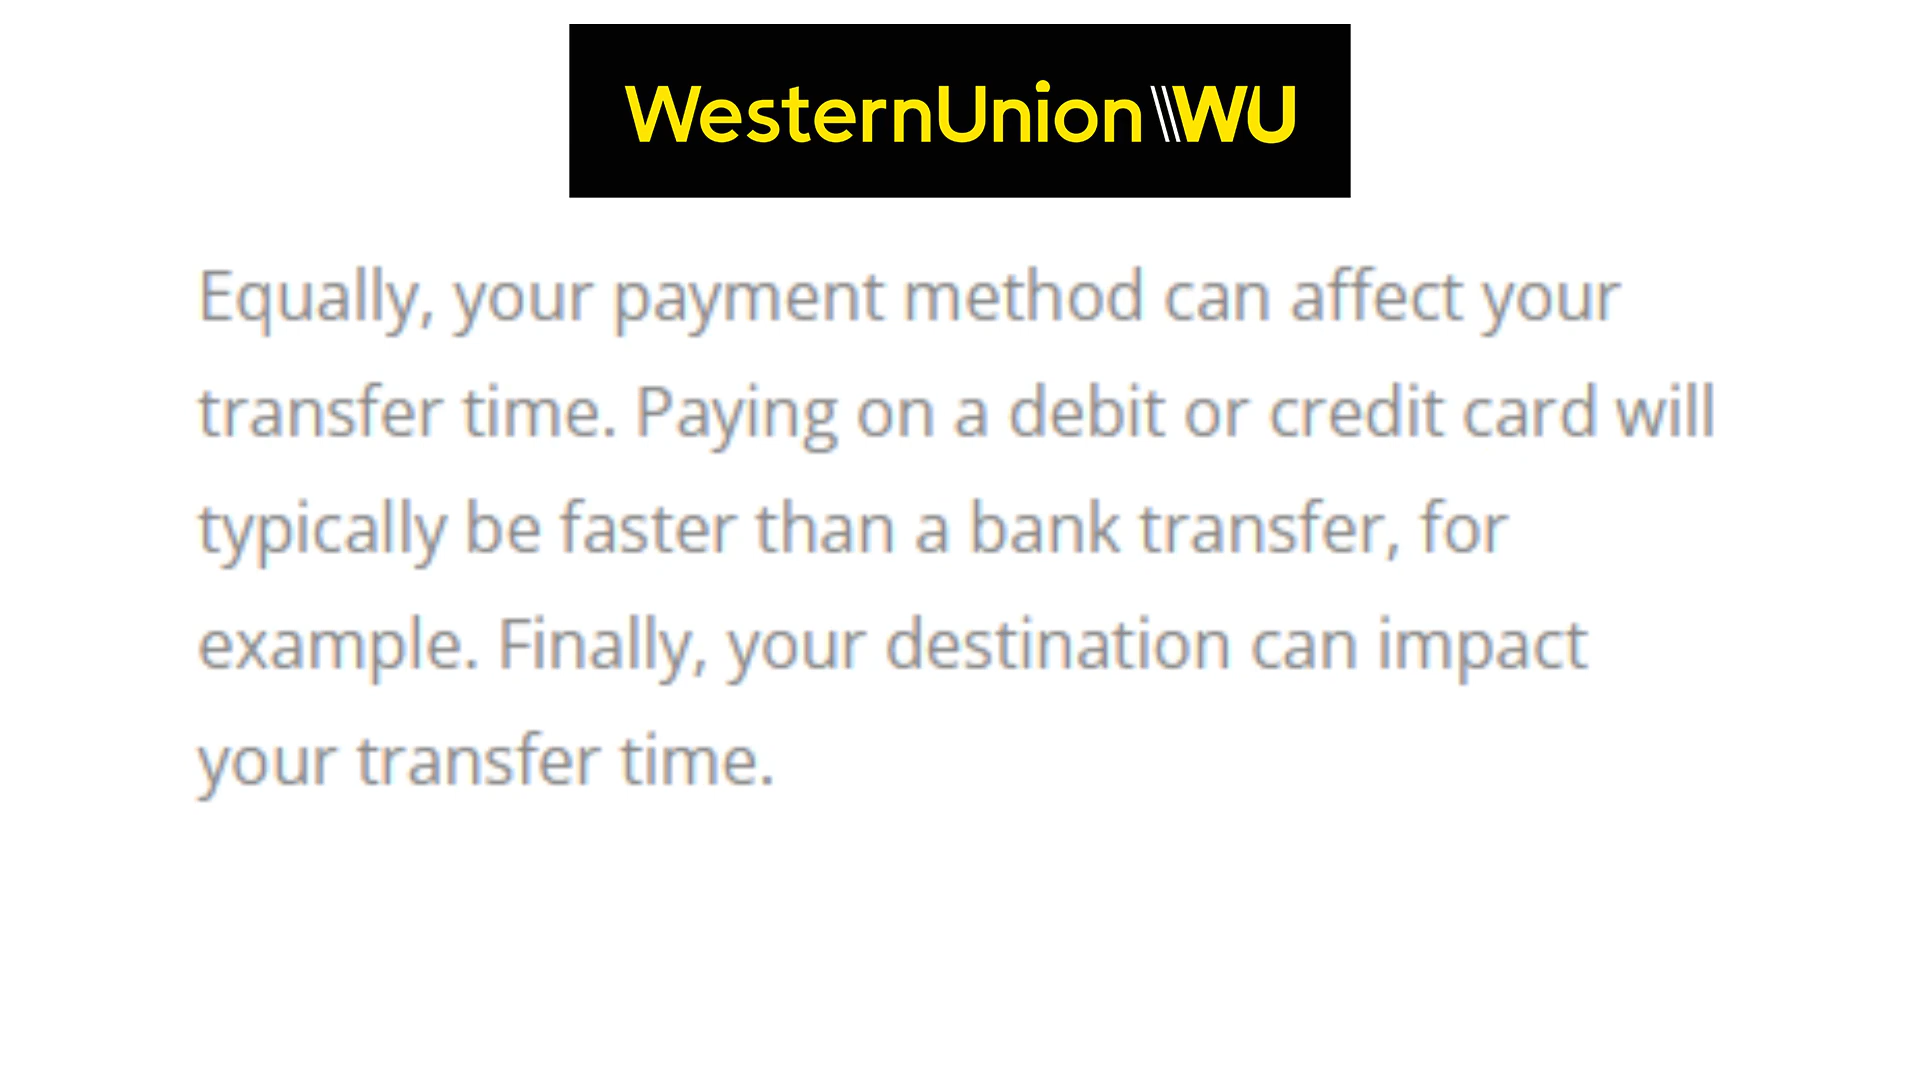 WesternUnion WU
Equally, your payment method can affect your
transfer time. Paying on a debit or credit card will
typically be faster than a bank transfer, for
example. Finally, your destination can impact
your transfer time.